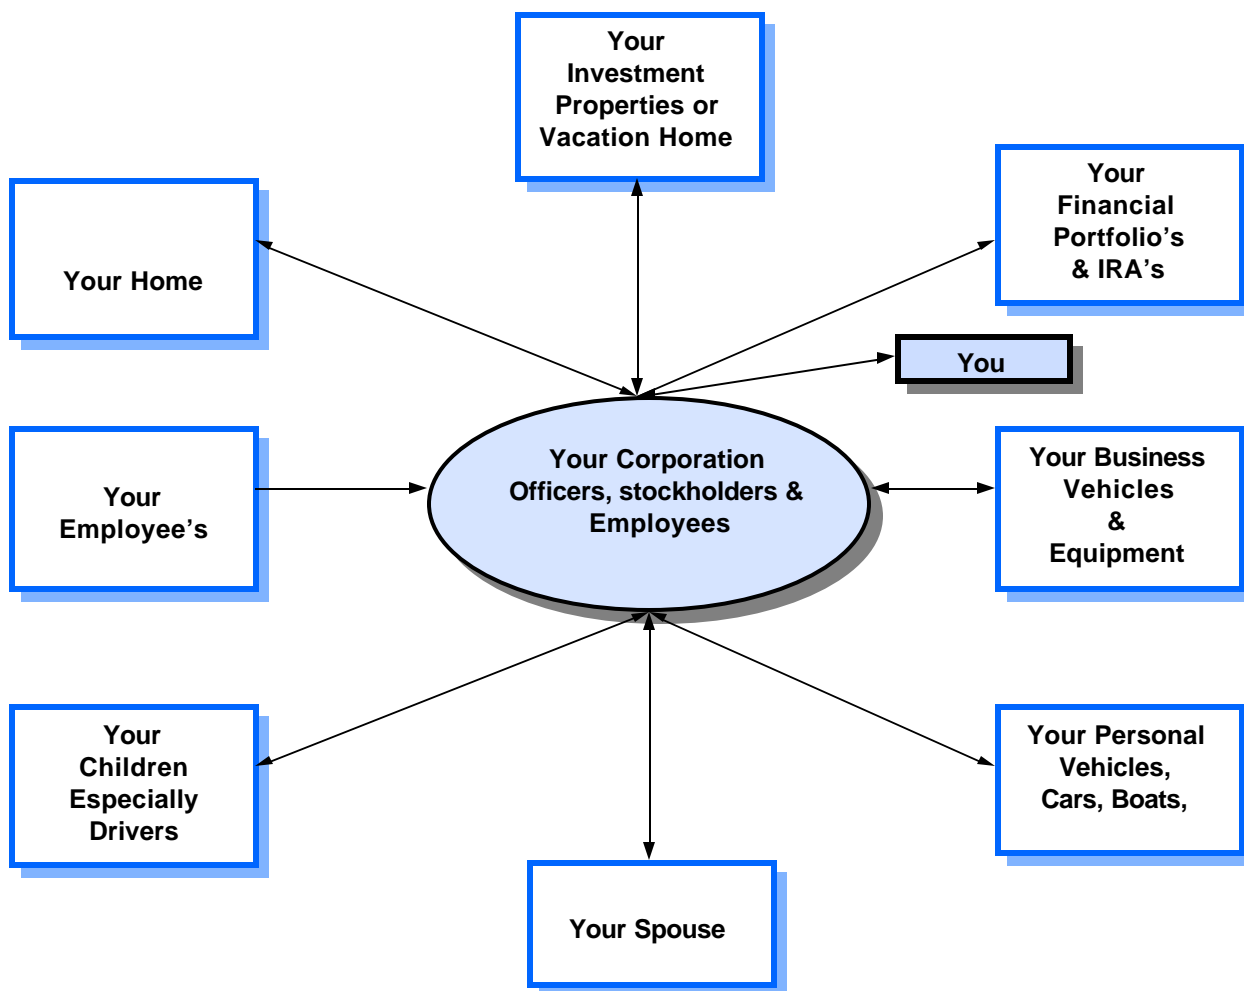 Your
Investment
Properties or
Vacation Home
Your
Financial
Portfolio’s
& IRA’s
Your Home
You
Your Corporation
Officers, stockholders &
Employees
Your
Employee’s
Your Business
Vehicles
&
Equipment
Your
Children
Especially
Drivers
Your Personal
Vehicles,
Cars, Boats,
Your Spouse